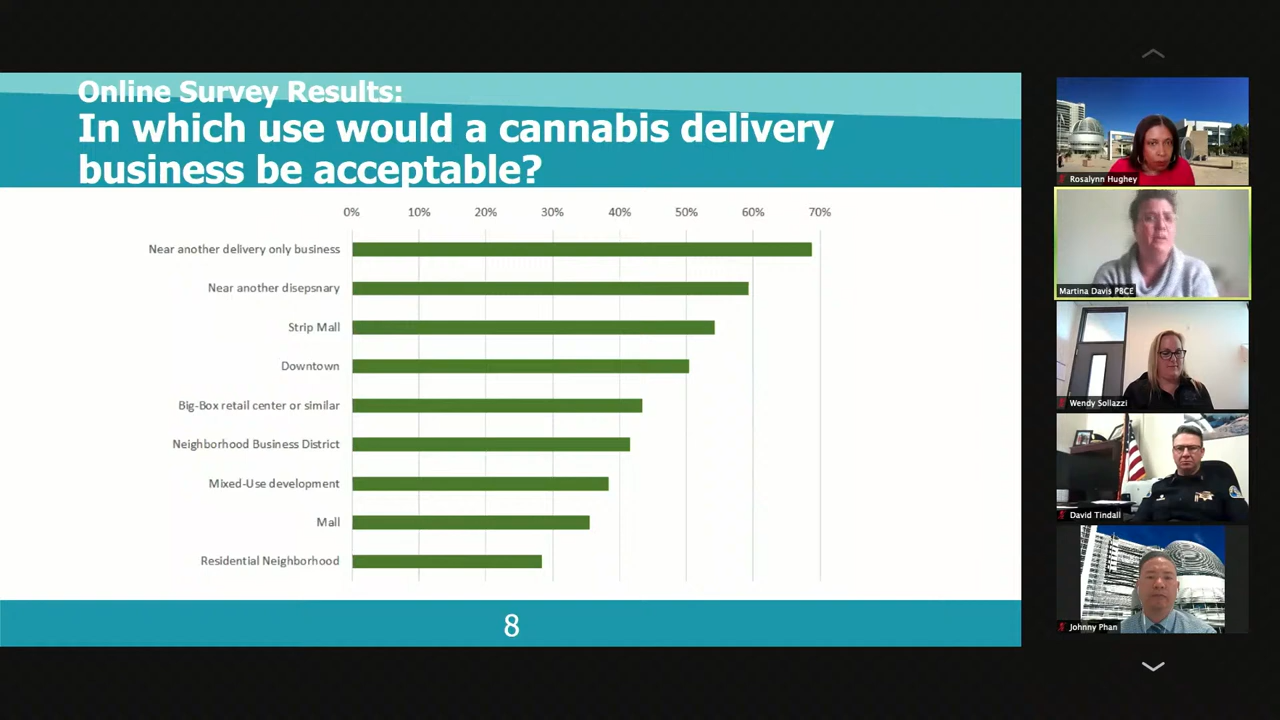 Online Survey Results:
In which use would a cannabis delivery
business be acceptable?
0% 10% 20% 30% 40% 50% 60% 70%
Near another delivery only business
Near another disepsnary
Strip Mall
Downtown
Big-Box retail center or similar
Neighborhood Business District
Mixed-Use development
Mall
Residential Neighborhood
8
Rosalynn Hughey
Martina Davis PBCE
Wendy Sollazzi
David Tindall
Johnny Phan